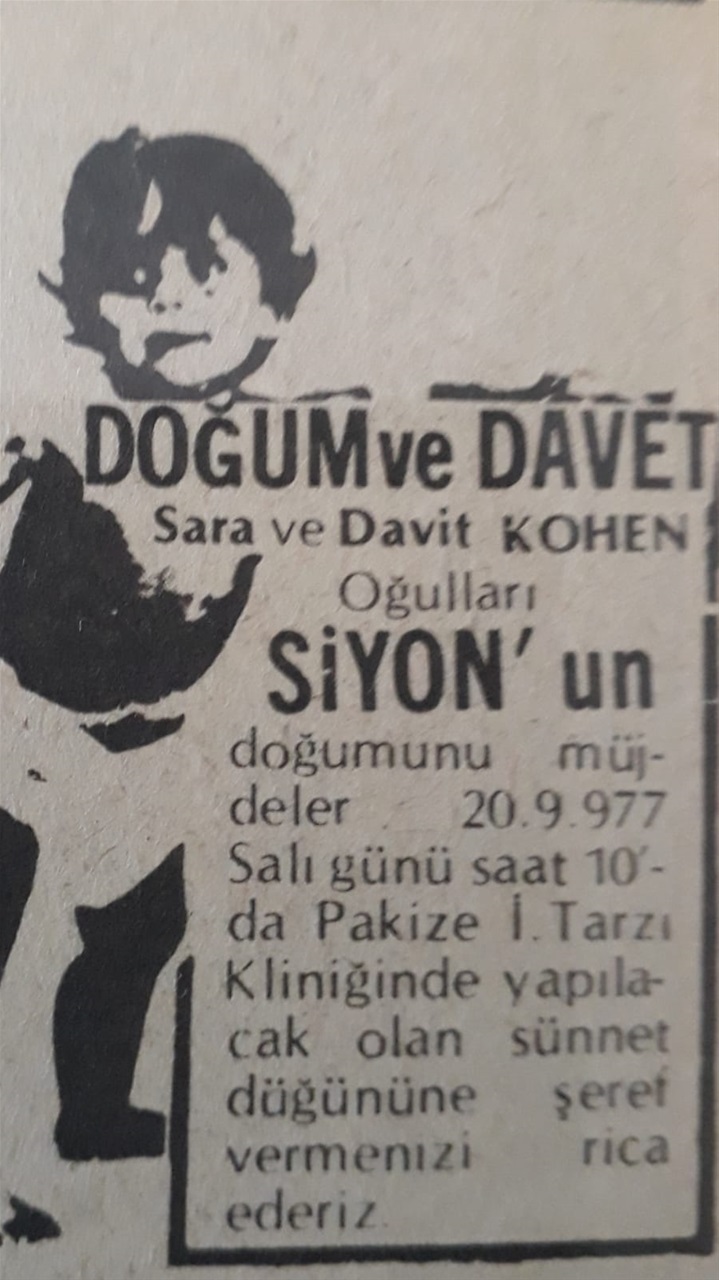 DOĞUM ve DAVET
Sara ve Davit KOHEN
Oğulları
SiYON' un
doğumunu müj-
deler 20.9.977
Salı günü saat 10'-
da Pakize İ. Tarzı
Kliniğinde yapıla-
cak olan sünnet
düğününe şeref
vermenizi rica
ederiz.